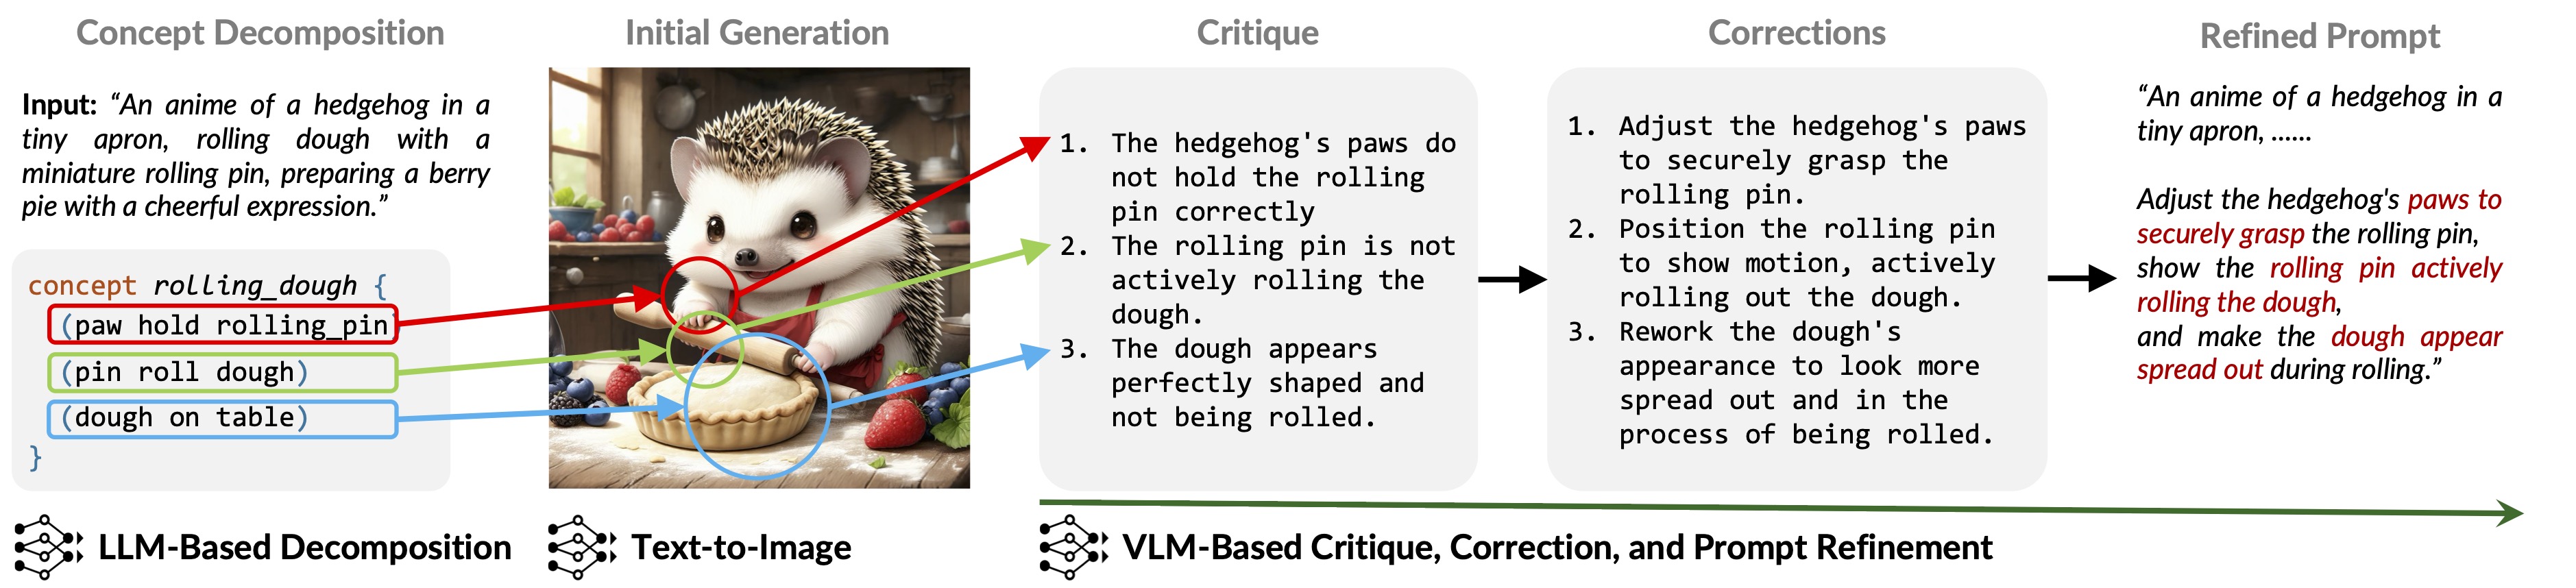 Concept Decomposition
Input: “An anime of a hedgehog in a
tiny apron, rolling dough with a
miniature rolling pin, preparing a berry
pie with a cheerful expression.”
concept rolling_dough {
(paw hold rolling_pin)
(pin roll dough)
(dough on table)
}
LLM-Based Decomposition
Initial Generation
Text-to-Image
Critique
1. The hedgehog's paws do
not hold the rolling
pin correctly
2. The rolling pin is not
actively rolling the
dough.
3. The dough appears
perfectly shaped and
not being rolled.
Corrections
1. Adjust the hedgehog's paws
to securely grasp the
rolling pin.
2. Position the rolling pin
to show motion, actively
rolling out the dough.
3. Rework the dough's
appearance to look more
spread out and in the
process of being rolled.
Refined Prompt
“An anime of a hedgehog in a
tiny apron, ......
Adjust the hedgehog's paws to
securely grasp the rolling pin,
show the rolling pin actively
rolling the dough,
and make the dough appear
spread out during rolling.”
VLM-Based Critique, Correction, and Prompt Refinement